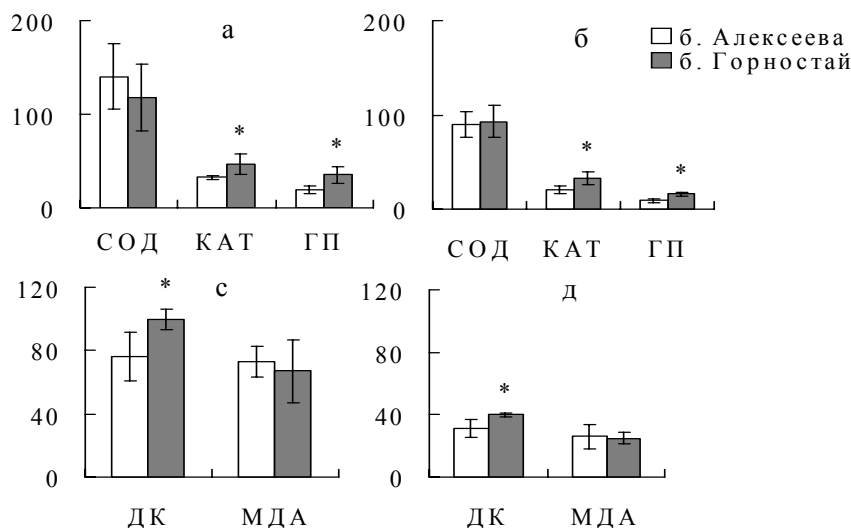 200
100
0
а
*
*
СОД КАТ ГП
200
100
0
б
*
*
СОД КАТ ГП
б. Алексеева
б. Горностай
120
80
40
0
с
*
ДК МДА
120
80
40
0
д
*
ДК МДА